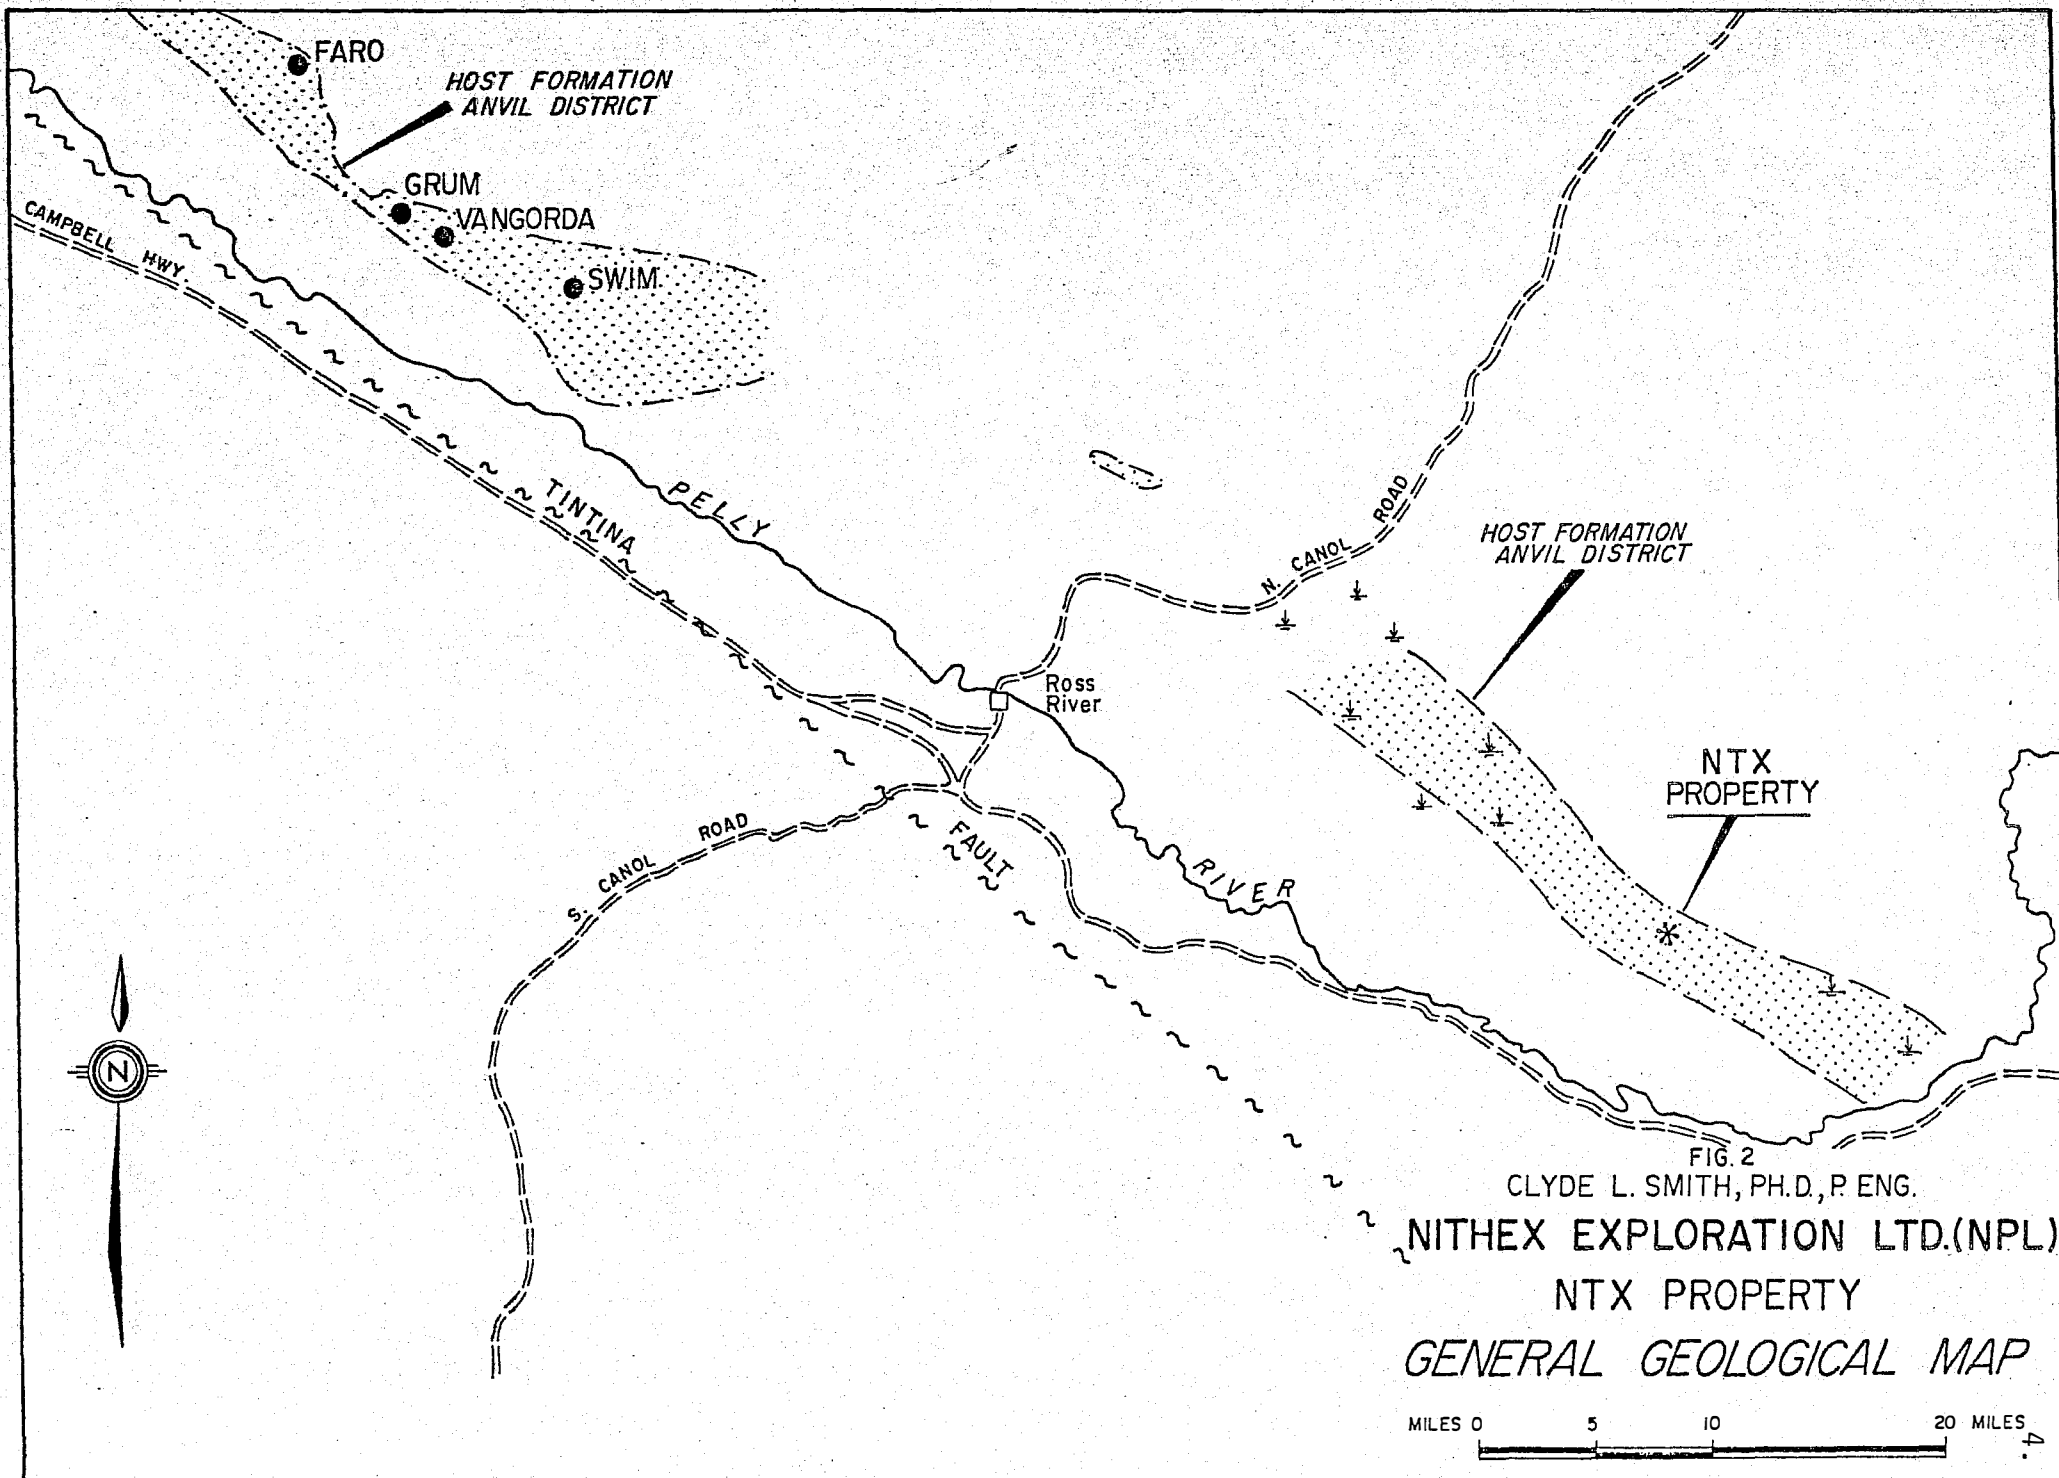 FARO
HOST FORMATION
ANVIL DISTRICT
GRUM
VANGORDA
SWIM
CAMPBELL HWY.
TINTINA
PELLY
N. CANOL ROAD
HOST FORMATION
ANVIL DISTRICT
Ross
River
NTX
PROPERTY
S. CANOL ROAD
FAULT
RIVER
N
FIG. 2
CLYDE L. SMITH, PH.D., P. ENG.
NITHEX EXPLORATION LTD.(NPL)
NTX PROPERTY
GENERAL GEOLOGICAL MAP
MILES 0 5 10 20 MILES
4.